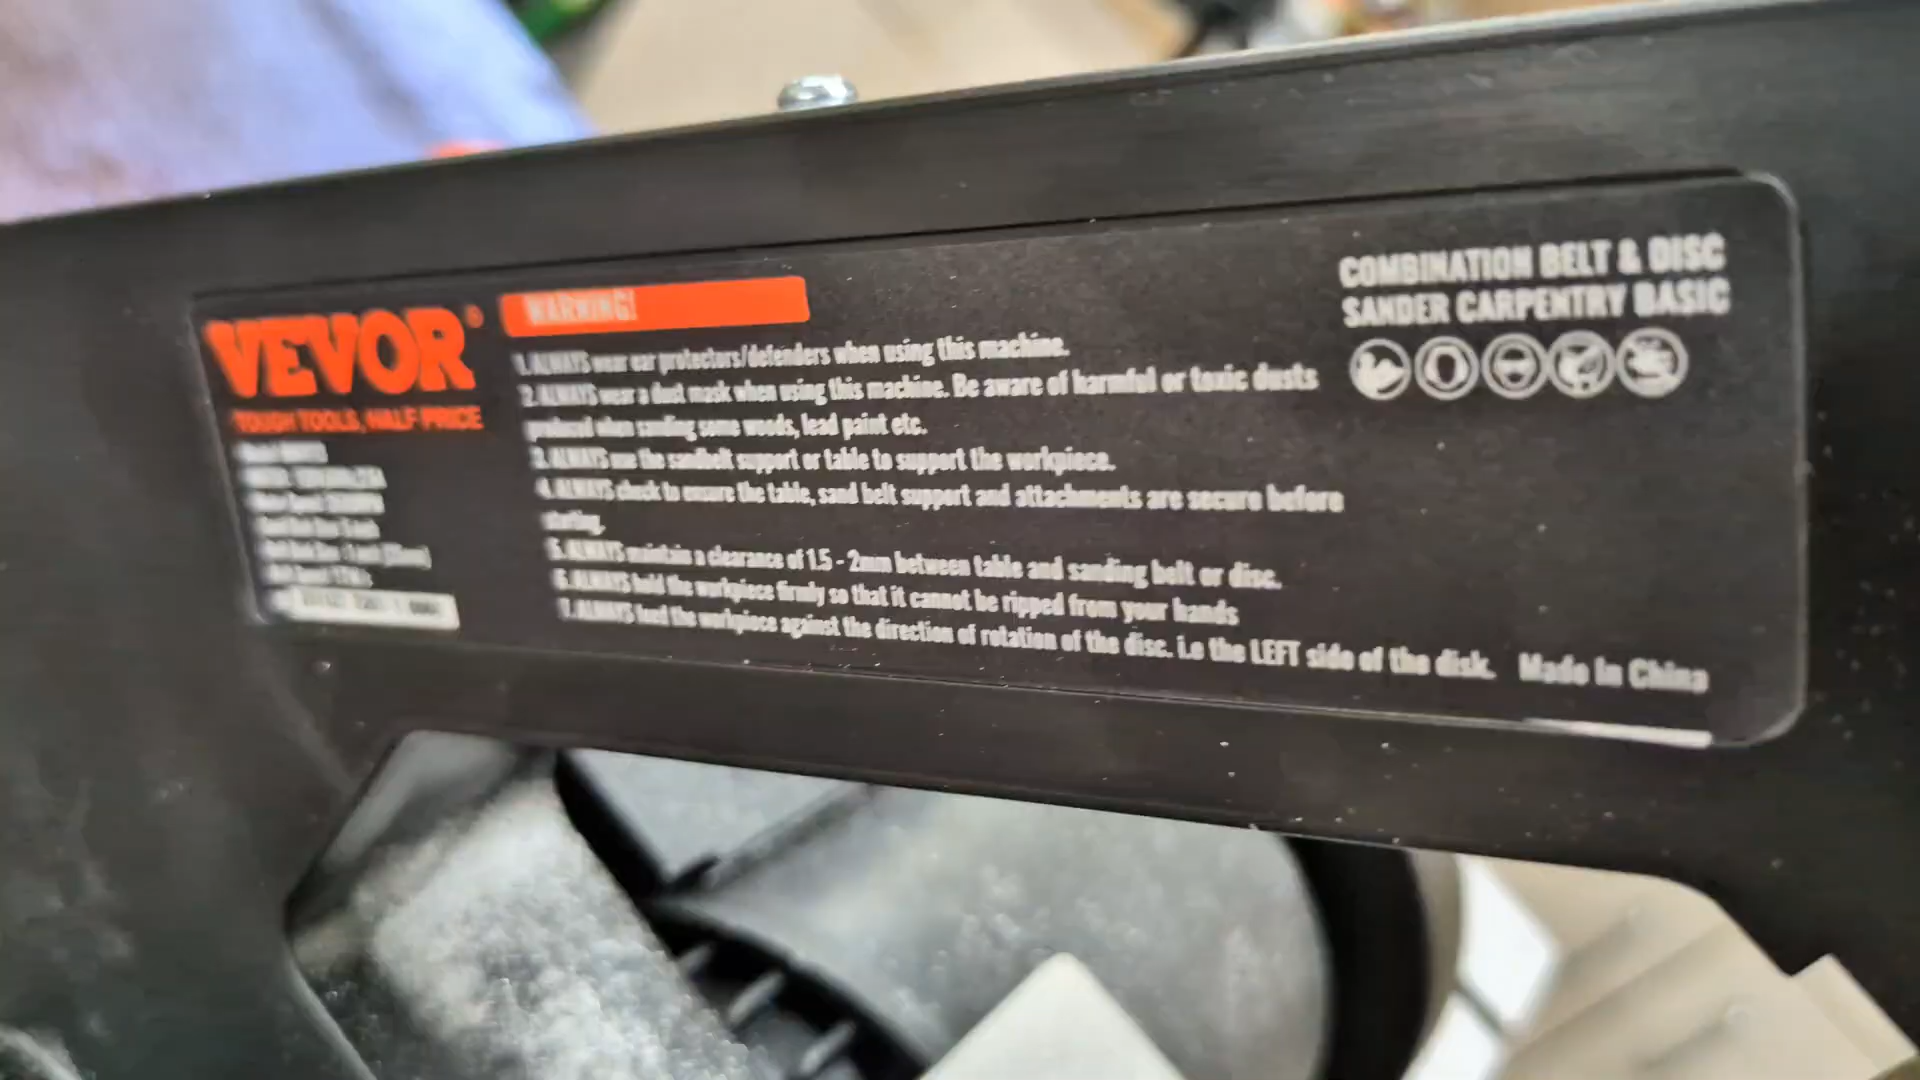 VEVOR®
TOUGH TOOLS, HALF PRICE
WARNING!
1. ALWAYS wear ear protectors/defenders when using this machine.
2. ALWAYS wear a dust mask when using this machine. Be aware of harmful or toxic dusts
produced when sanding some woods, lead paint etc.
3. ALWAYS use the sandbelt support or table to support the workpiece.
4. ALWAYS check to ensure the table, sand belt support and attachments are secure before
starting.
5. ALWAYS maintain a clearance of 1.5 - 2mm between table and sanding belt or disc.
6. ALWAYS hold the workpiece firmly so that it cannot be ripped from your hands
7. ALWAYS the workpiece against the direction of rotation of the disc. i.e the LEFT side of the disk.
Made In China
COMBINATION BELT & DISC
SANDER CARPENTRY BASIC